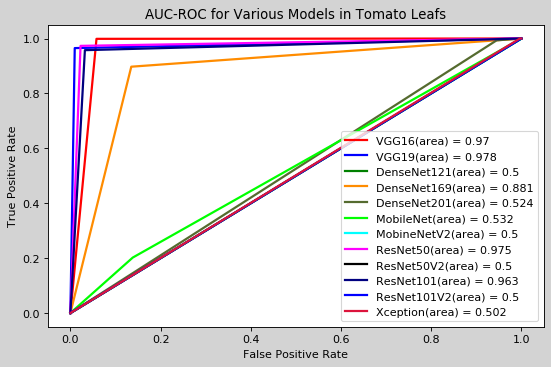 AUC-ROC for Various Models in Tomato Leafs
True Positive Rate
1.0
0.8
0.6
0.4
0.2
0.0
VGG16(area) = 0.97
VGG19(area) = 0.978
DenseNet121(area) = 0.5
DenseNet169(area) = 0.881
DenseNet201(area) = 0.524
MobileNet(area) = 0.532
MobineNetV2(area) = 0.5
ResNet50(area) = 0.975
ResNet50V2(area) = 0.5
ResNet101(area) = 0.963
ResNet101V2(area) = 0.5
Xception(area) = 0.502
0.0 0.2 0.4 0.6 0.8 1.0
False Positive Rate